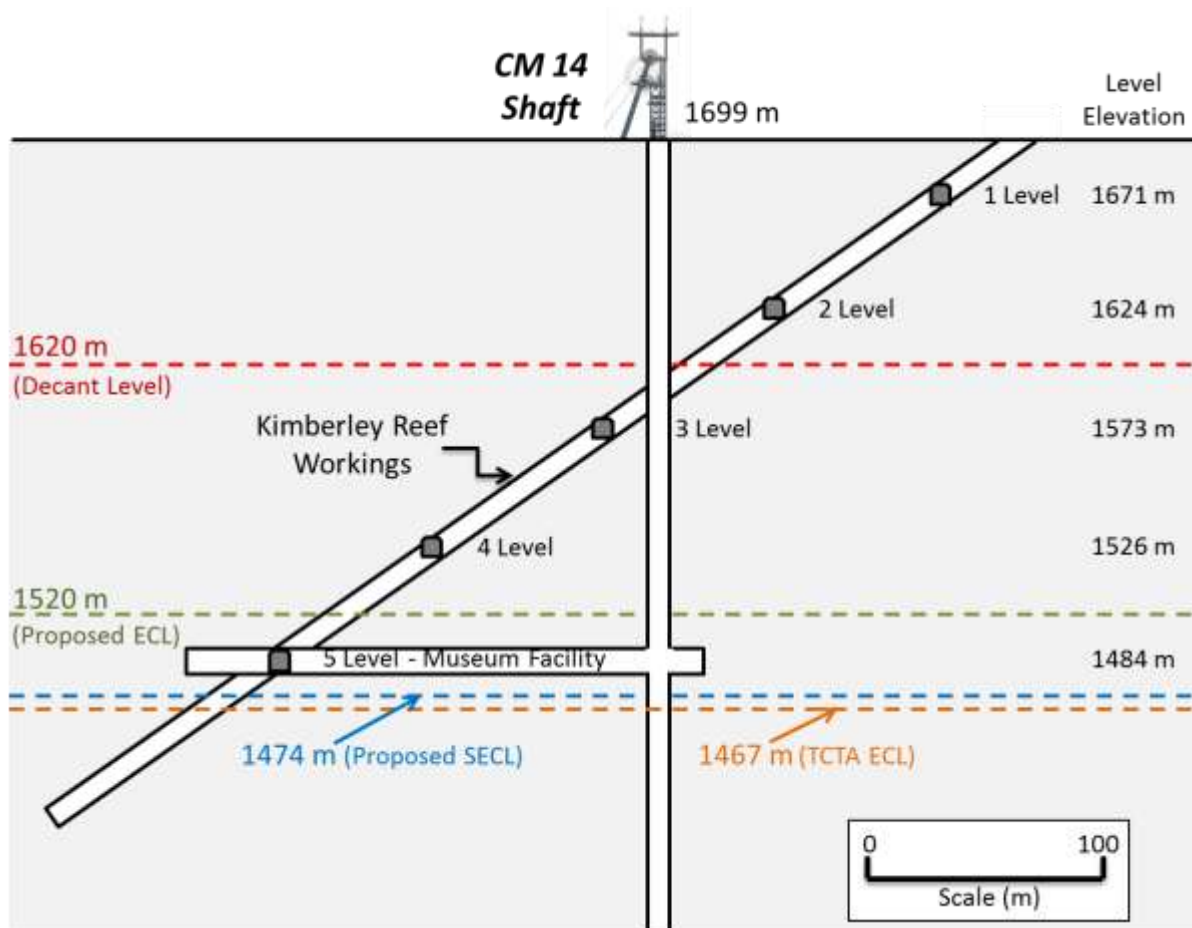 CM 14
Shaft
1699 m
Level
Elevation
1 Level
1671 m
2 Level
1624 m
1620 m
(Decant Level)
Kimberley Reef
Workings
3 Level
1573 m
4 Level
1526 m
1520 m
(Proposed ECL)
5 Level - Museum Facility
1484 m
1474 m (Proposed SECL)
1467 m (TCTA ECL)
0 100
Scale (m)